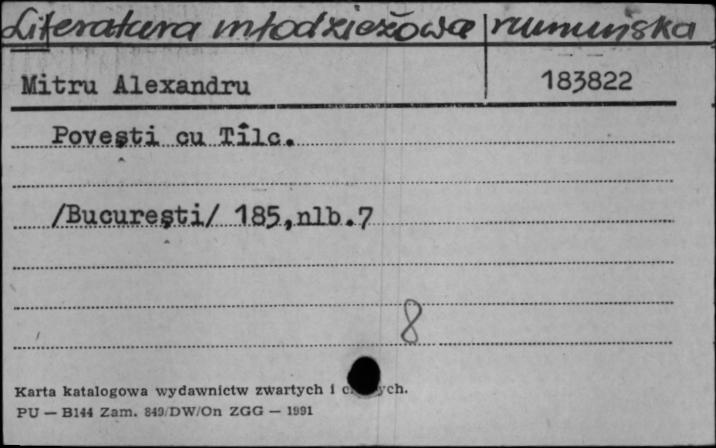 Literatura młodzieżowa rumuńska
Mitru Alexandru 183822
Povești cu Tîlc.
/București/ 185,nlb.7
8
Karta katalogowa wydawnictw zwartych i
PU — B144 Zam. 849/DW/On ZGG — 1991